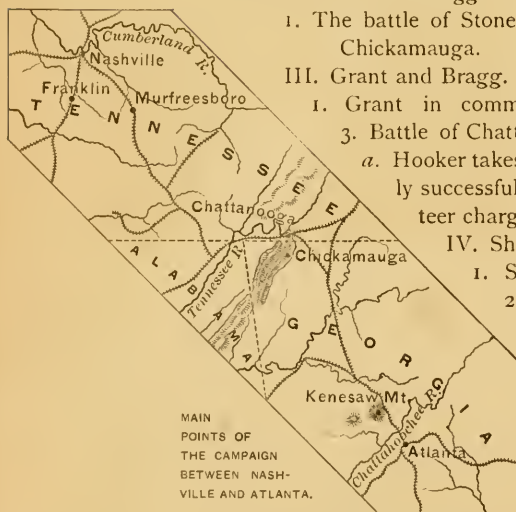 1. The battle of Stone
Chickamauga.
III. Grant and Bragg.
1. Grant in comm
3. Battle of Chatt
a. Hooker takes
ly successful
teer charg
IV. Sh
1. S
2
Cumberland R.
Nashville
Franklin
Murfreesboro
TENNESSEE
Chattanooga
Chickamauga
ALABAMA
Tennessee R.
GEORGIA
Kenesaw Mt.
Chattahooched R.
Atlanta
MAIN
POINTS OF
THE CAMPAIGN
BETWEEN NASH-
VILLE AND ATLANTA.